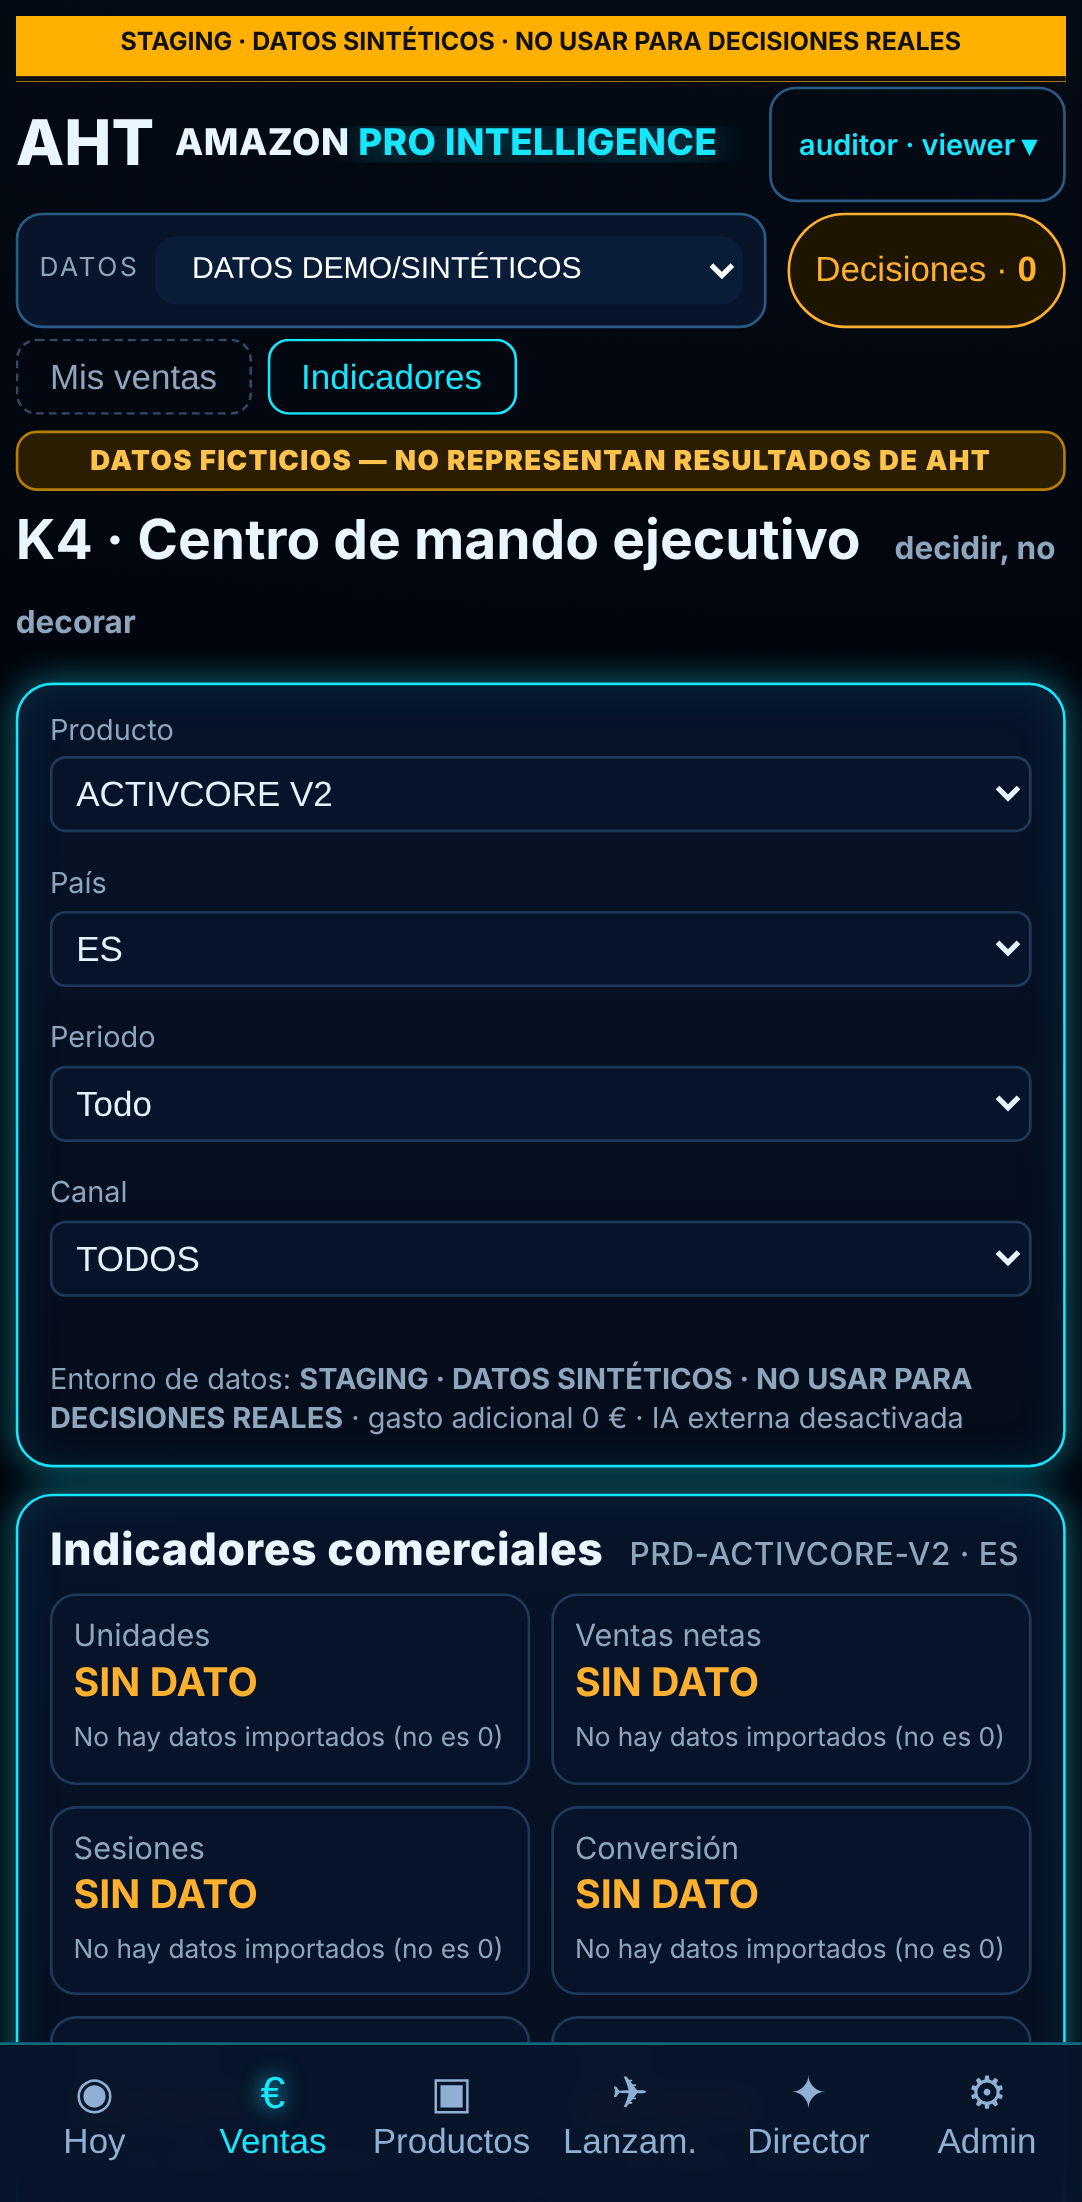 STAGING · DATOS SINTÉTICOS · NO USAR PARA DECISIONES REALES
AHT AMAZON PRO INTELLIGENCE
auditor · viewer ▾
DATOS
DATOS DEMO/SINTÉTICOS
Decisiones · 0
Mis ventas
Indicadores
DATOS FICTICIOS — NO REPRESENTAN RESULTADOS DE AHT
K4 · Centro de mando ejecutivo decidir, no
decorar
Producto
ACTIVCORE V2
País
ES
Periodo
Todo
Canal
TODOS
Entorno de datos: STAGING · DATOS SINTÉTICOS · NO USAR PARA
DECISIONES REALES · gasto adicional 0 € · IA externa desactivada
Indicadores comerciales PRD-ACTIVCORE-V2 · ES
Unidades
SIN DATO
No hay datos importados (no es 0)
Ventas netas
SIN DATO
No hay datos importados (no es 0)
Sesiones
SIN DATO
No hay datos importados (no es 0)
Conversión
SIN DATO
No hay datos importados (no es 0)
Hoy
€
Ventas
Productos
Lanzam.
Director
Admin